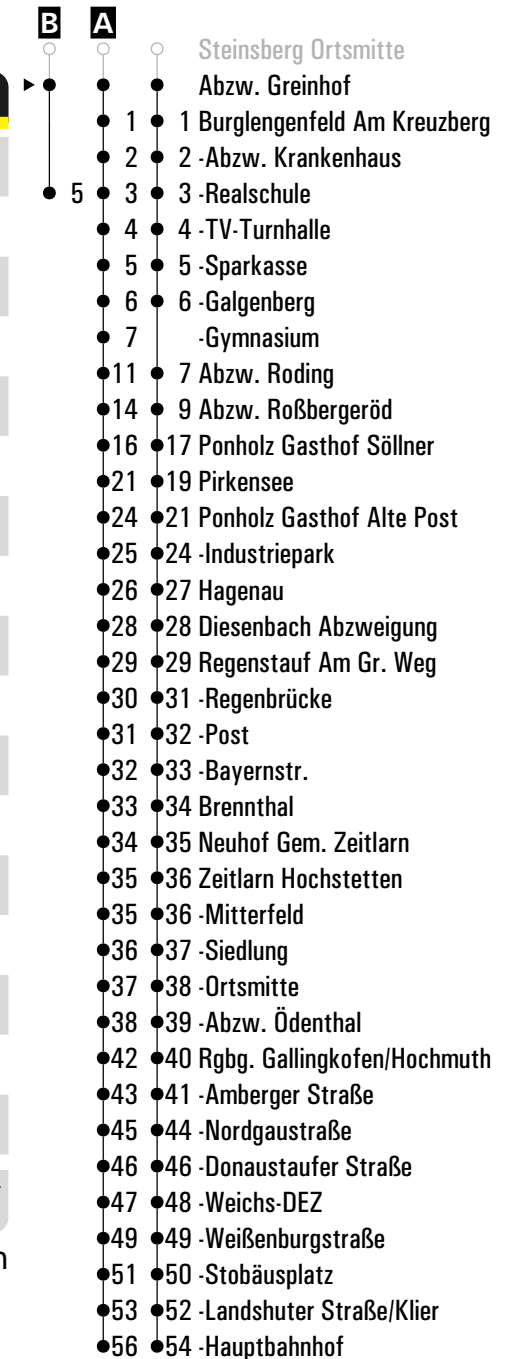 B A
Steinsberg Ortsmitte
Abzw. Greinhof
1 1 Burglengenfeld Am Kreuzberg
2 2 -Abzw. Krankenhaus
5 3 3 -Realschule
4 4 -TV-Turnhalle
5 5 -Sparkasse
6 6 -Galgenberg
7 -Gymnasium
11 7 Abzw. Roding
14 9 Abzw. Roßbergeröd
16 17 Ponholz Gasthof Söllner
21 19 Pirkensee
24 21 Ponholz Gasthof Alte Post
25 24 -Industriepark
26 27 Hagenau
28 28 Diesenbach Abzweigung
29 29 Regenstauf Am Gr. Weg
30 31 -Regenbrücke
31 32 -Post
32 33 -Bayernstr.
33 34 Brennthal
34 35 Neuhof Gem. Zeitlarn
35 36 Zeitlarn Hochstetten
35 36 -Mitterfeld
36 37 -Siedlung
37 38 -Ortsmitte
38 39 -Abzw. Ödenthal
42 40 Rgbg. Gallingkofen/Hochmuth
43 41 -Amberger Straße
45 44 -Nordgaustraße
46 46 -Donaustaufer Straße
47 48 -Weichs-DEZ
49 49 -Weißenburgstraße
51 50 -Stobäusplatz
53 52 -Landshuter Straße/Klier
56 54 -Hauptbahnhof